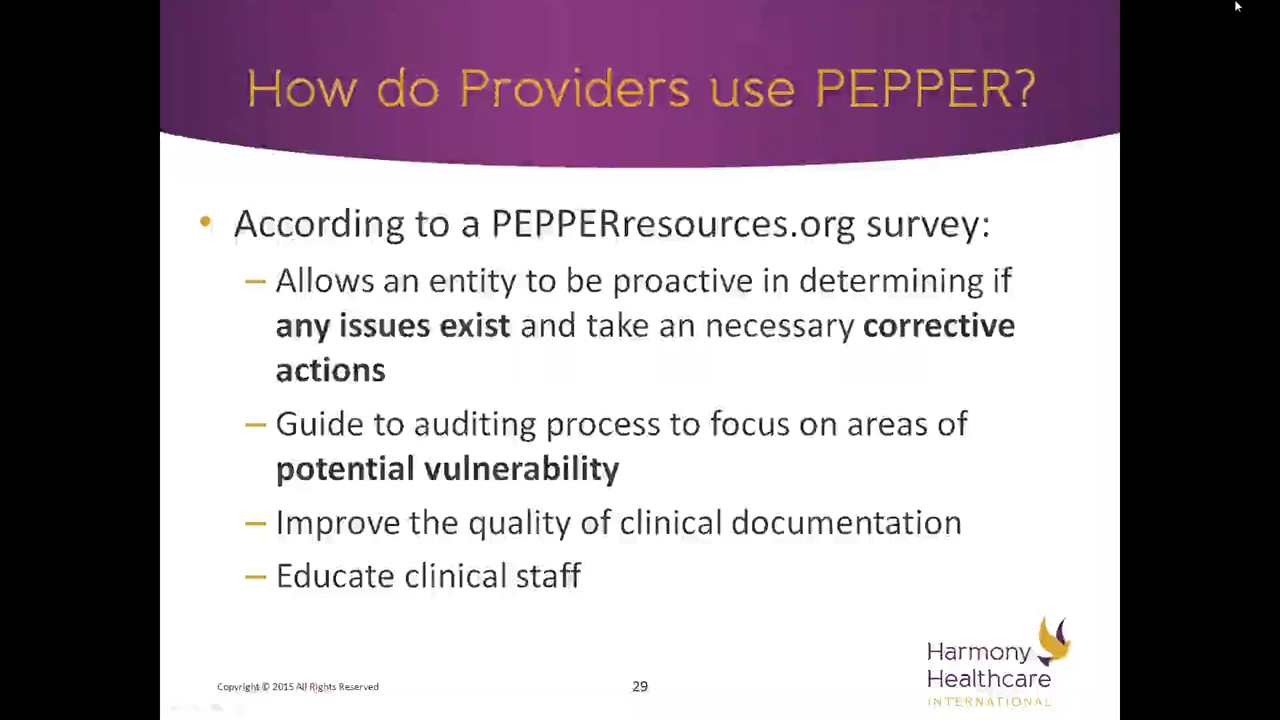 How do Providers use PEPPER?
• According to a PEPPERresources.org survey:
– Allows an entity to be proactive in determining if
any issues exist and take an necessary corrective
actions
– Guide to auditing process to focus on areas of
potential vulnerability
– Improve the quality of clinical documentation
– Educate clinical staff
Harmony
Healthcare
INTERNATIONAL
Copyright © 2015 All Rights Reserved
29